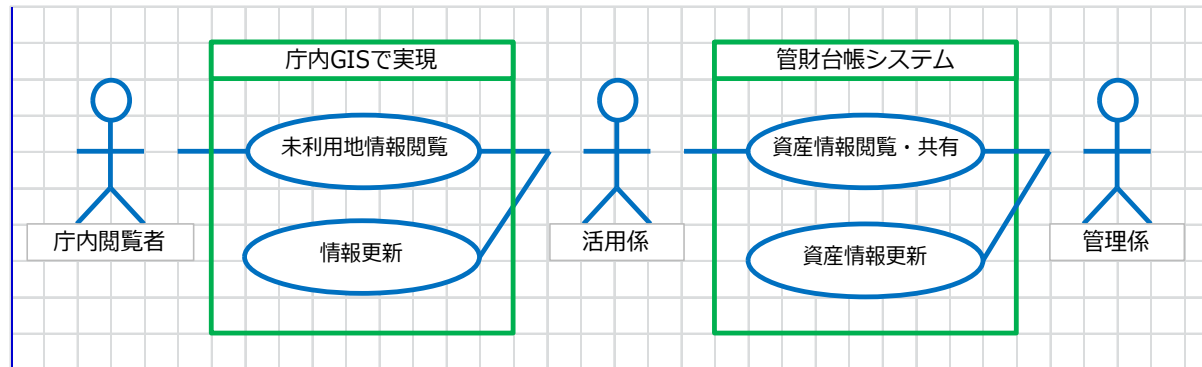 庁内GISで実現
管財台帳システム
未利用地情報閲覧
資産情報閲覧・共有
庁内閲覧者
情報更新
活用係
資産情報更新
管理係